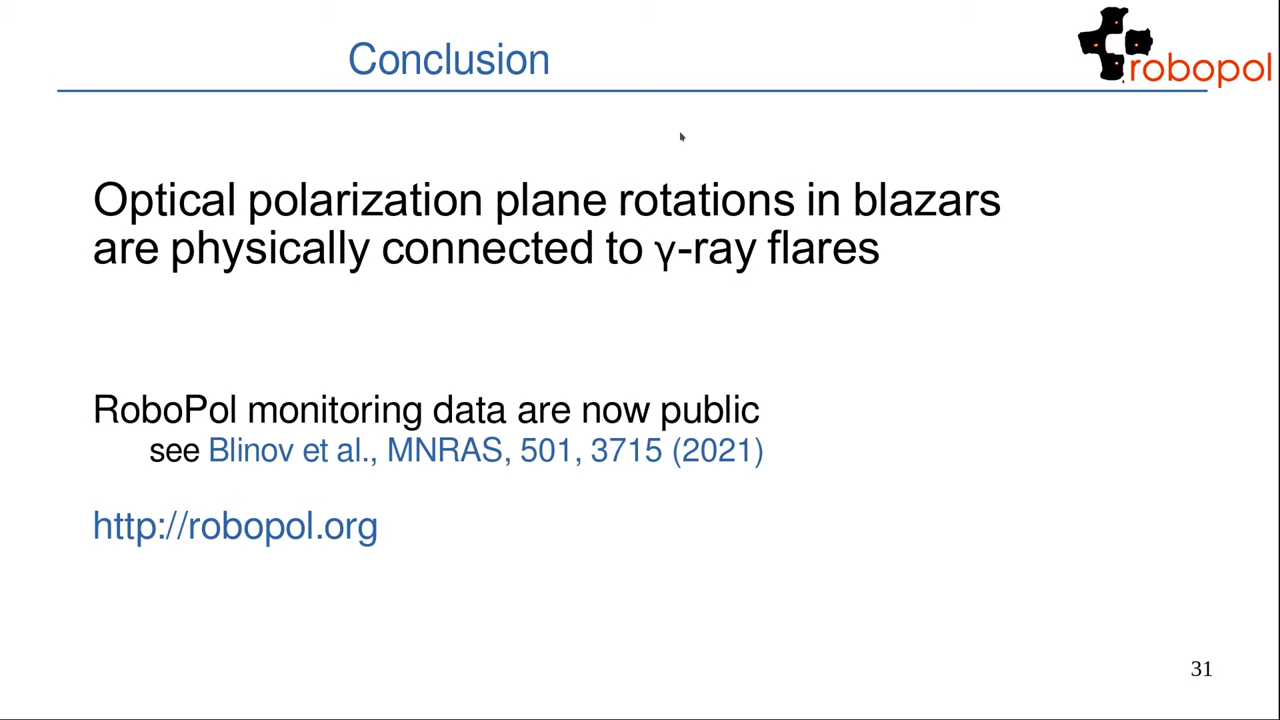 Conclusion
robopol
Optical polarization plane rotations in blazars
are physically connected to γ-ray flares
RoboPol monitoring data are now public
see Blinov et al., MNRAS, 501, 3715 (2021)
http://robopol.org
31